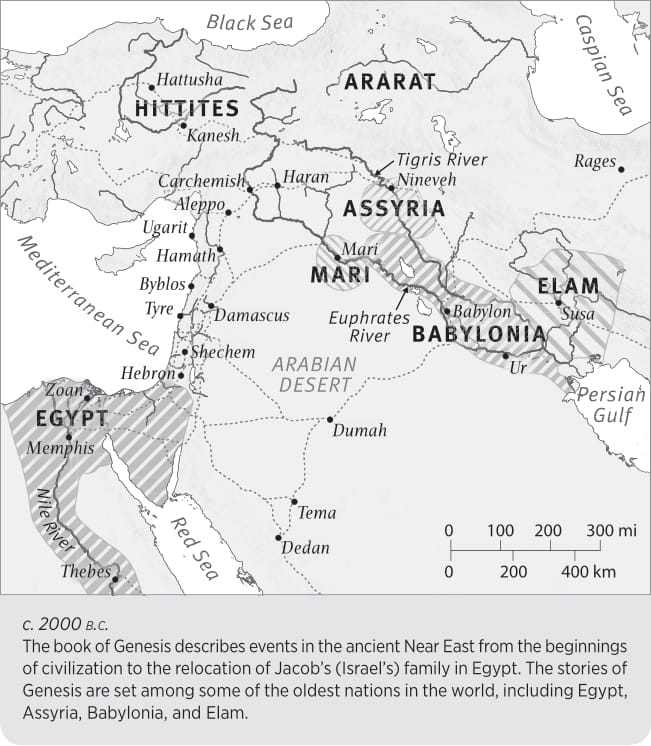 Black Sea
Caspian Sea
Hattusha
ARARAT
HITTITES
Kanesh
Tigris River
Rages
Carchemish
Haran
Nineveh
Aleppo
ASSYRIA
Ugarit
Hamath
Mari
MARI
Mediterranean Sea
Byblos
ELAM
Tyre
Damascus
Euphrates
River
Babylon
Susa
BABYLONIA
Shechem
ARABIAN
DESERT
Ur
Hebron
Zoan
Persian
Gulf
EGYPT
Dumah
Memphis
Nile River
Tema
Red Sea
Dedan
0 100 200 300 mi
0 200 400 km
Thebes
c. 2000 B.C.
The book of Genesis describes events in the ancient Near East from the beginnings
of civilization to the relocation of Jacob’s (Israel’s) family in Egypt. The stories of
Genesis are set among some of the oldest nations in the world, including Egypt,
Assyria, Babylonia, and Elam.